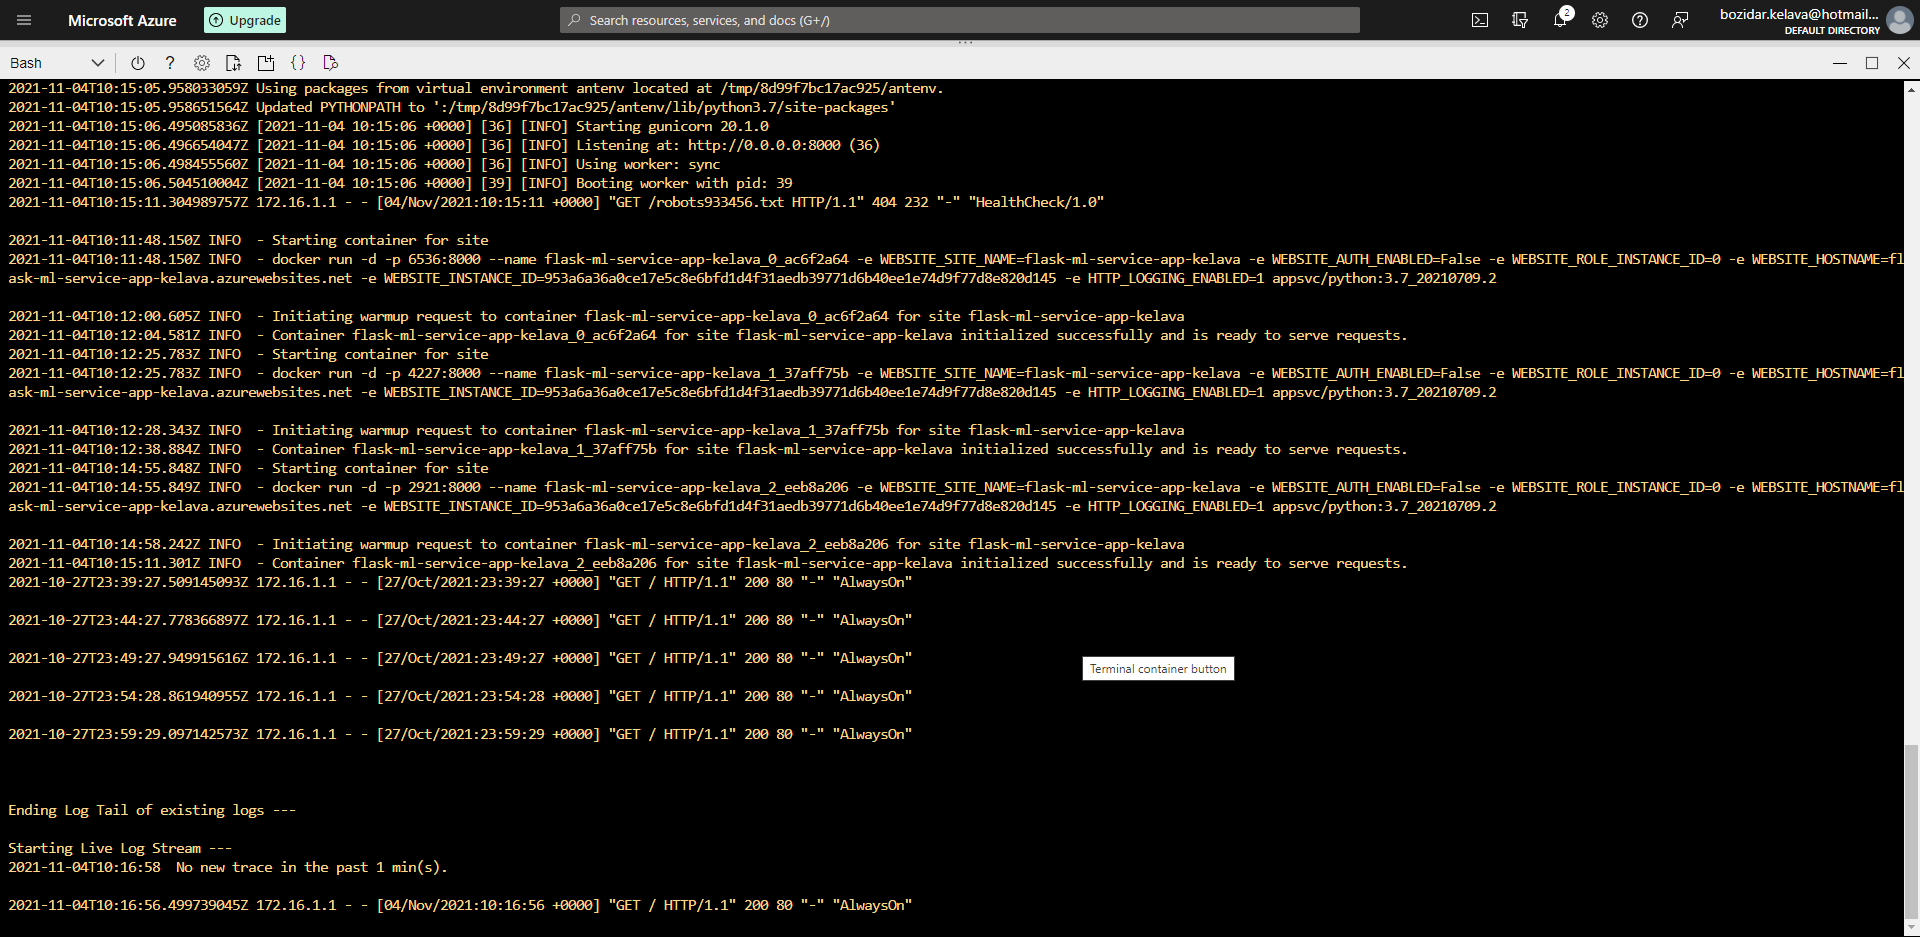 Microsoft Azure
Upgrade
Search resources, services, and docs (G+/)
2
bozidar.kelava@hotmail...
DEFAULT DIRECTORY
Bash
2021-11-04T10:15:05.958033059Z Using packages from virtual environment antenv located at /tmp/8d99f7bc17ac925/antenv.
2021-11-04T10:15:05.958651564Z Updated PYTHONPATH to ':/tmp/8d99f7bc17ac925/antenv/lib/python3.7/site-packages'
2021-11-04T10:15:06.495085836Z [2021-11-04 10:15:06 +0000] [36] [INFO] Starting gunicorn 20.1.0
2021-11-04T10:15:06.496654047Z [2021-11-04 10:15:06 +0000] [36] [INFO] Listening at: http://0.0.0.0:8000 (36)
2021-11-04T10:15:06.498455560Z [2021-11-04 10:15:06 +0000] [36] [INFO] Using worker: sync
2021-11-04T10:15:06.504510004Z [2021-11-04 10:15:06 +0000] [39] [INFO] Booting worker with pid: 39
2021-11-04T10:15:11.304989757Z 172.16.1.1 - - [04/Nov/2021:10:15:11 +0000] "GET /robots933456.txt HTTP/1.1" 404 232 "-" "HealthCheck/1.0"
2021-11-04T10:11:48.150Z INFO  - Starting container for site
2021-11-04T10:11:48.150Z INFO  - docker run -d -p 6536:8000 --name flask-ml-service-app-kelava_0_ac6f2a64 -e WEBSITE_SITE_NAME=flask-ml-service-app-kelava -e WEBSITE_AUTH_ENABLED=False -e WEBSITE_ROLE_INSTANCE_ID=0 -e WEBSITE_HOSTNAME=fl
ask-ml-service-app-kelava.azurewebsites.net -e WEBSITE_INSTANCE_ID=953a6a36a0ce17e5c8e6bfd1d4f31aedb39771d6b40ee1e74d9f77d8e820d145 -e HTTP_LOGGING_ENABLED=1 appsvc/python:3.7_20210709.2
2021-11-04T10:12:00.605Z INFO  - Initiating warmup request to container flask-ml-service-app-kelava_0_ac6f2a64 for site flask-ml-service-app-kelava
2021-11-04T10:12:04.581Z INFO  - Container flask-ml-service-app-kelava_0_ac6f2a64 for site flask-ml-service-app-kelava initialized successfully and is ready to serve requests.
2021-11-04T10:12:25.783Z INFO  - Starting container for site
2021-11-04T10:12:25.783Z INFO  - docker run -d -p 4227:8000 --name flask-ml-service-app-kelava_1_37aff75b -e WEBSITE_SITE_NAME=flask-ml-service-app-kelava -e WEBSITE_AUTH_ENABLED=False -e WEBSITE_ROLE_INSTANCE_ID=0 -e WEBSITE_HOSTNAME=fl
ask-ml-service-app-kelava.azurewebsites.net -e WEBSITE_INSTANCE_ID=953a6a36a0ce17e5c8e6bfd1d4f31aedb39771d6b40ee1e74d9f77d8e820d145 -e HTTP_LOGGING_ENABLED=1 appsvc/python:3.7_20210709.2
2021-11-04T10:12:28.343Z INFO  - Initiating warmup request to container flask-ml-service-app-kelava_1_37aff75b for site flask-ml-service-app-kelava
2021-11-04T10:12:38.884Z INFO  - Container flask-ml-service-app-kelava_1_37aff75b for site flask-ml-service-app-kelava initialized successfully and is ready to serve requests.
2021-11-04T10:14:55.848Z INFO  - Starting container for site
2021-11-04T10:14:55.849Z INFO  - docker run -d -p 2921:8000 --name flask-ml-service-app-kelava_2_eeb8a206 -e WEBSITE_SITE_NAME=flask-ml-service-app-kelava -e WEBSITE_AUTH_ENABLED=False -e WEBSITE_ROLE_INSTANCE_ID=0 -e WEBSITE_HOSTNAME=fl
ask-ml-service-app-kelava.azurewebsites.net -e WEBSITE_INSTANCE_ID=953a6a36a0ce17e5c8e6bfd1d4f31aedb39771d6b40ee1e74d9f77d8e820d145 -e HTTP_LOGGING_ENABLED=1 appsvc/python:3.7_20210709.2
2021-11-04T10:14:58.242Z INFO  - Initiating warmup request to container flask-ml-service-app-kelava_2_eeb8a206 for site flask-ml-service-app-kelava
2021-11-04T10:15:11.301Z INFO  - Container flask-ml-service-app-kelava_2_eeb8a206 for site flask-ml-service-app-kelava initialized successfully and is ready to serve requests.
2021-10-27T23:39:27.509145093Z 172.16.1.1 - - [27/Oct/2021:23:39:27 +0000] "GET / HTTP/1.1" 200 80 "-" "AlwaysOn"
2021-10-27T23:44:27.778366897Z 172.16.1.1 - - [27/Oct/2021:23:44:27 +0000] "GET / HTTP/1.1" 200 80 "-" "AlwaysOn"
2021-10-27T23:49:27.949915616Z 172.16.1.1 - - [27/Oct/2021:23:49:27 +0000] "GET / HTTP/1.1" 200 80 "-" "AlwaysOn"
Terminal container button
2021-10-27T23:54:28.861940955Z 172.16.1.1 - - [27/Oct/2021:23:54:28 +0000] "GET / HTTP/1.1" 200 80 "-" "AlwaysOn"
2021-10-27T23:59:29.097142573Z 172.16.1.1 - - [27/Oct/2021:23:59:29 +0000] "GET / HTTP/1.1" 200 80 "-" "AlwaysOn"
Ending Log Tail of existing logs ---
Starting Live Log Stream ---
2021-11-04T10:16:58  No new trace in the past 1 min(s).
2021-11-04T10:16:56.499739045Z 172.16.1.1 - - [04/Nov/2021:10:16:56 +0000] "GET / HTTP/1.1" 200 80 "-" "AlwaysOn"